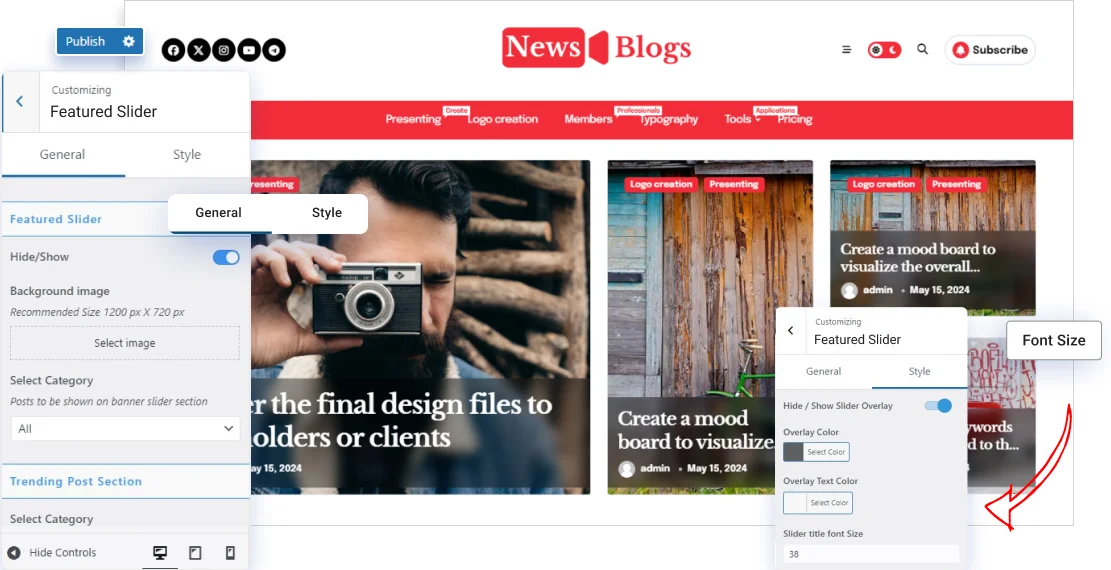 Publish
Customizing
Featured Slider
General
Style
Featured Slider
Hide/Show
Background image
Recommended Size 1200 px X 720 px
Select image
Select Category
Posts to be shown on banner slider section
All
Trending Post Section
Select Category
Hide Controls
General
Style
News Blogs
Subscribe
Presenting
Create
Logo creation
Members
Professionals
Typography
Tools
Applications
Pricing
resenting
er the final design files to
holders or clients
ay 15, 2024
Logo creation
Presenting
Create a mood
board to visualize
admin • May 15, 2024
Logo creation
Presenting
Create a mood board to
visualize the overall...
admin • May 15, 2024
ywords
d to th...
Customizing
Featured Slider
General
Style
Hide / Show Slider Overlay
Overlay Color
Select Color
Overlay Text Color
Select Color
Slider title font Size
38
Font Size